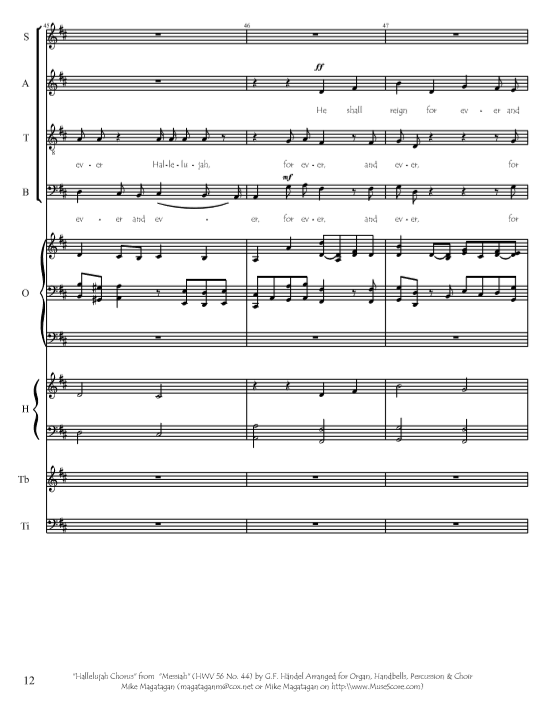 45 46 47
S
ff
A
He shall reign for ev - er and
T
8
ev - er Hal-le-lu-jah, for ev-er, and ev-er, for
mf
B
ev - er and ev - er, for ev-er, and ev-er, for
O
H
Tb
Ti
12
"Hallelujah Chorus" from "Messiah" (HWV 56 No. 44) by G.F. Händel Arranged for Organ, Handbells, Percussion & Choir
Mike Magatagan (magataganm@cox.net or Mike Magatagan on http:\\www.MuseScore.com)